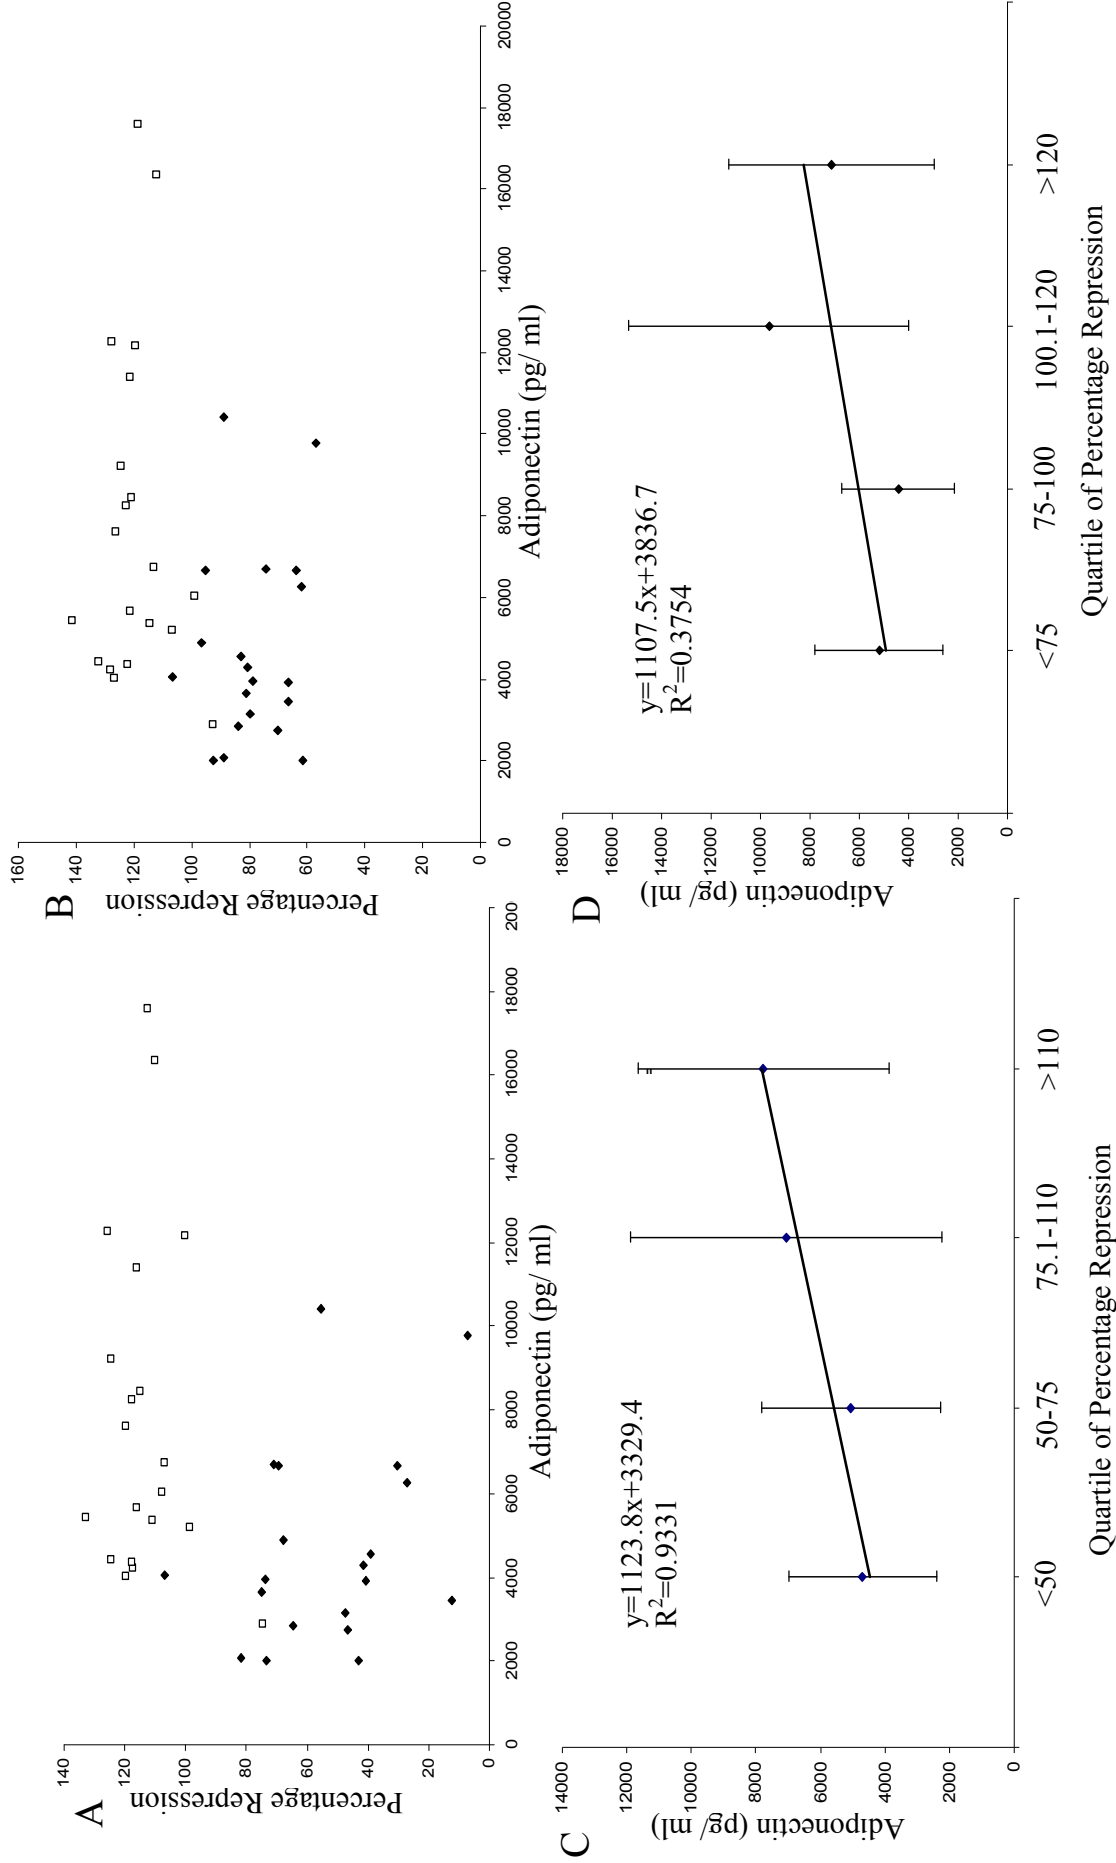 A
Percentage Repression
140
120
100
80
60
40
20
0
0 2000 4000 6000 8000 10000 12000 14000 16000 18000 200
Adiponectin (pg/ ml)
B
Percentage Repression
160
140
120
100
80
60
40
20
0
0 2000 4000 6000 8000 10000 12000 14000 16000 18000 20000
Adiponectin (pg/ ml)
C
Adiponectin (pg/ ml)
14000
12000
10000
8000
6000
4000
2000
0
y=1123.8x+3329.4
R²=0.9331
<50 50-75 75.1-110 >110
Quartile of Percentage Repression
D
Adiponectin (pg/ ml)
18000
16000
14000
12000
10000
8000
6000
4000
2000
0
y=1107.5x+3836.7
R²=0.3754
<75 75-100 100.1-120 >120
Quartile of Percentage Repression